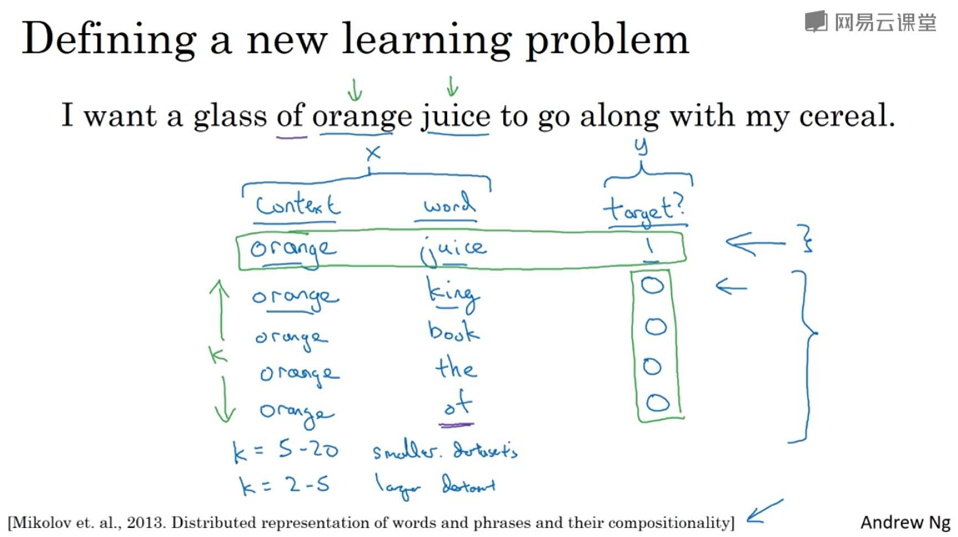 网易云课堂
Defining a new learning problem
I want a glass of orange juice to go along with my cereal.
x y
context word target?
orange juice 1
orange king 0
orange book 0
k
orange the 0
orange of 0
k = 5-20 smaller datasets
k = 2-5 larger dataset
[Mikolov et. al., 2013. Distributed representation of words and phrases and their compositionality]
Andrew Ng